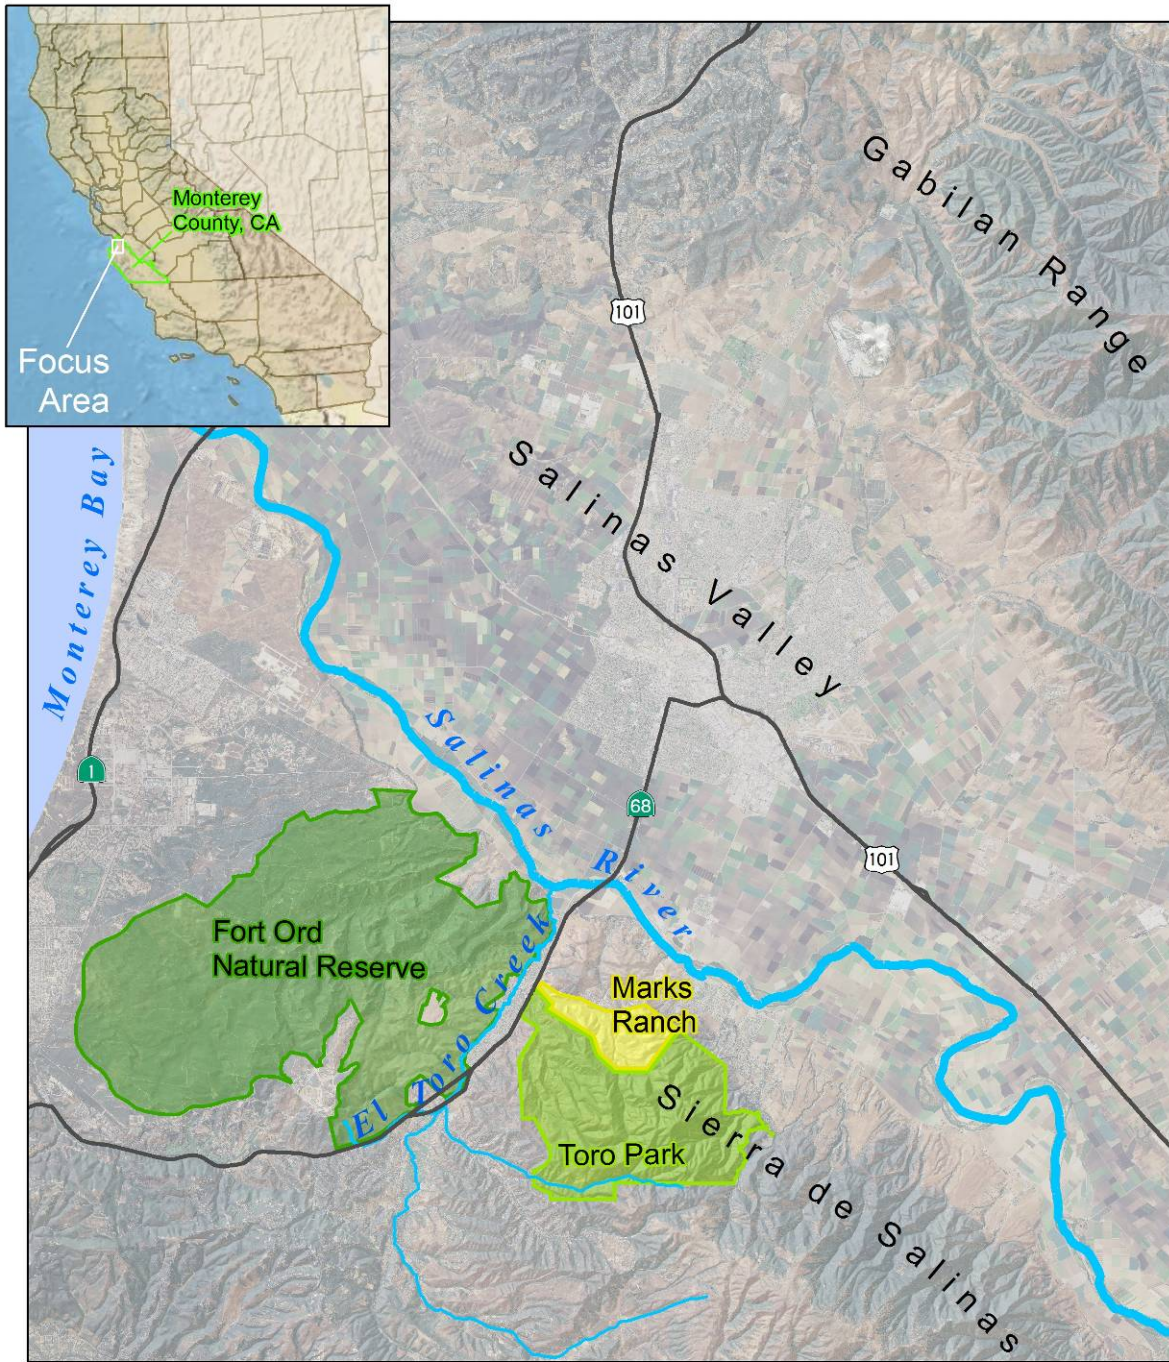 Monterey
County, CA
Focus
Area
Gabilan Range
101
Monterey Bay
Salinas Valley
Salinas River
1
68
101
Fort Ord
Natural Reserve
El Toro Creek
Marks
Ranch
Toro Park
Sierra de Salinas